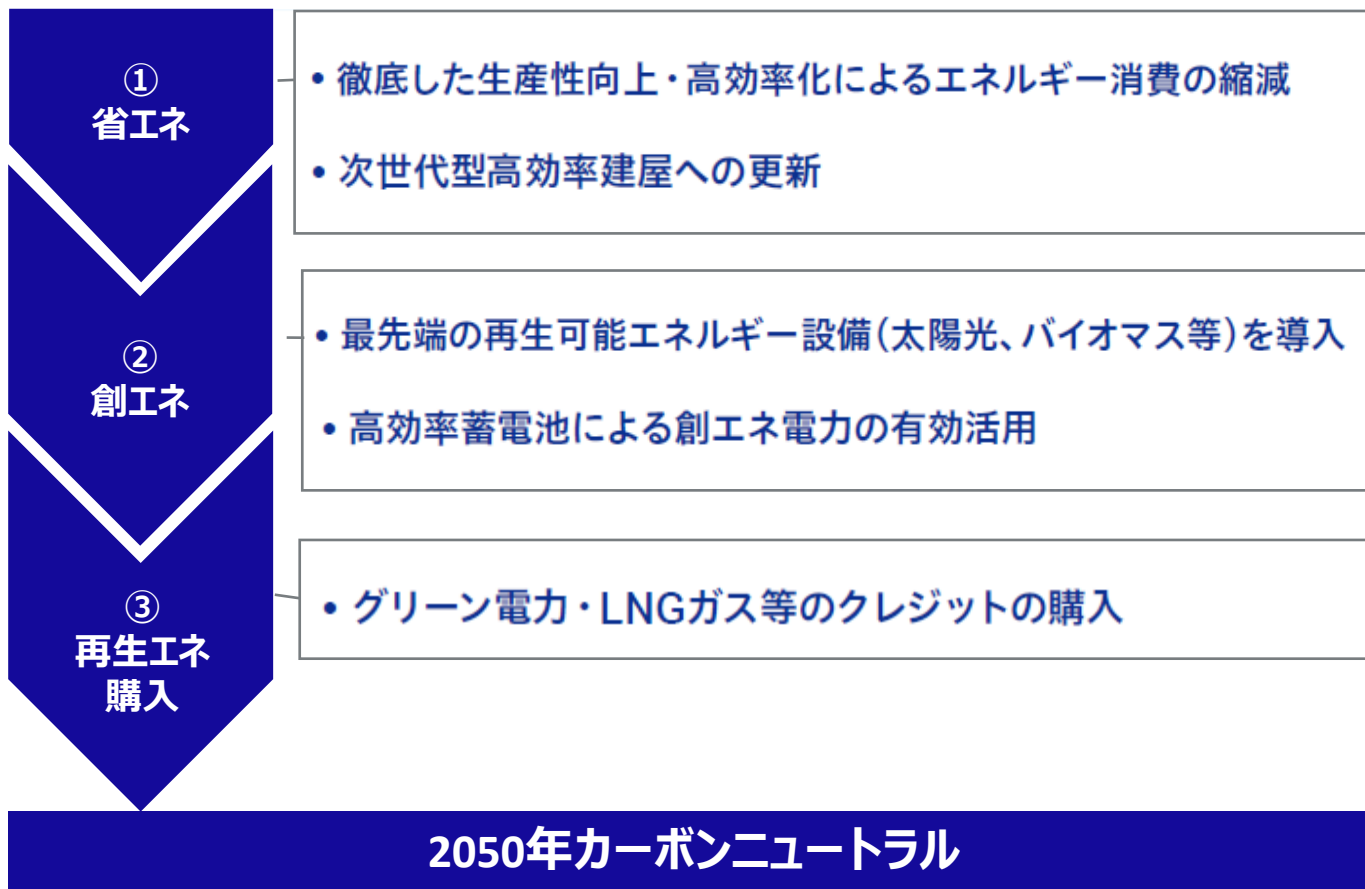 ①
省エネ
• 徹底した生産性向上・高効率化によるエネルギー消費の縮減
• 次世代型高効率建屋への更新
②
創エネ
• 最先端の再生可能エネルギー設備(太陽光、バイオマス等)を導入
• 高効率蓄電池による創エネ電力の有効活用
③
再生エネ
購入
• グリーン電力・LNGガス等のクレジットの購入
2050年カーボンニュートラル